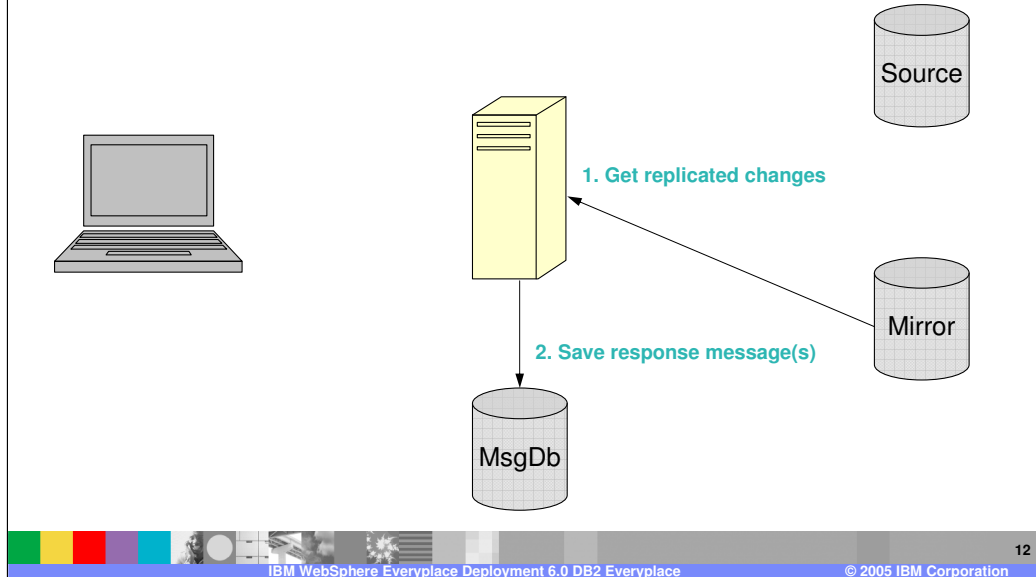 Source
1. Get replicated changes
Mirror
2. Save response message(s)
MsgDb
12
IBM WebSphere Everyplace Deployment 6.0 DB2 Everyplace
© 2005 IBM Corporation